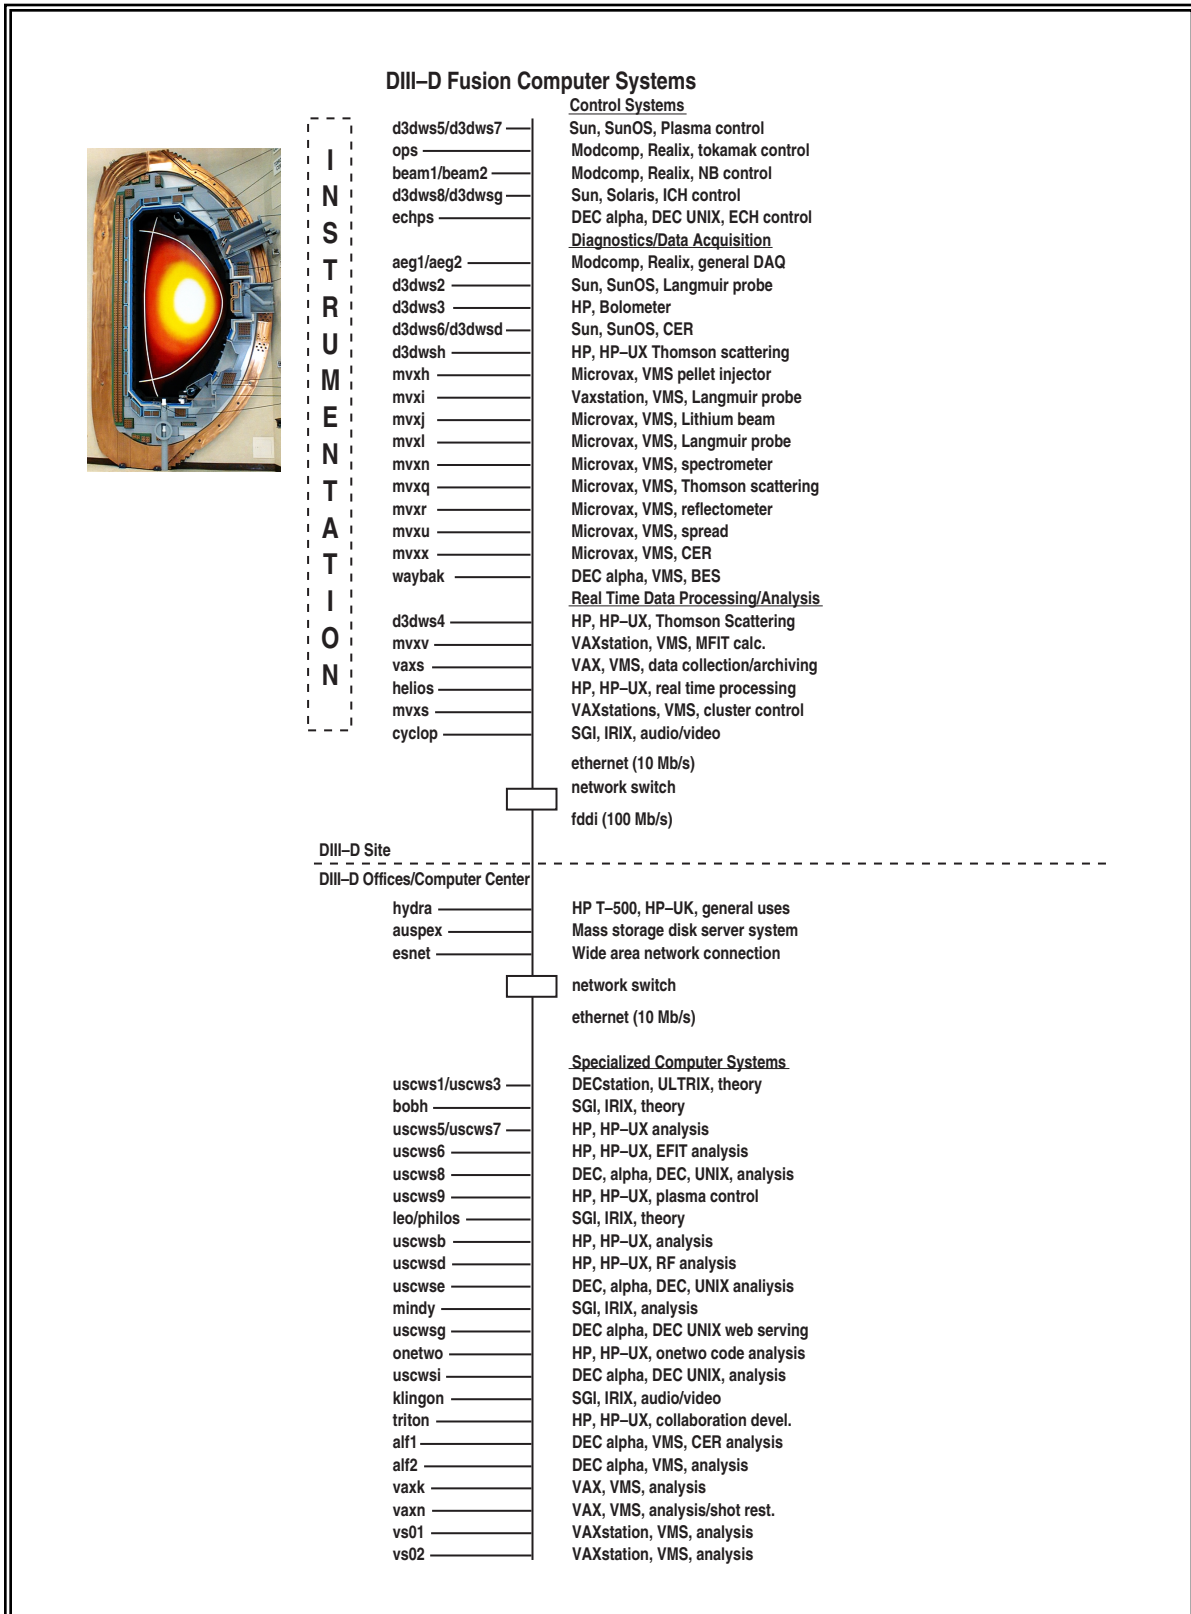 DIII–D Fusion Computer Systems
INSTRUMENTATION
Control Systems
d3dws5/d3dws7 Sun, SunOS, Plasma control
ops Modcomp, Realix, tokamak control
beam1/beam2 Modcomp, Realix, NB control
d3dws8/d3dwsg Sun, Solaris, ICH control
echps DEC alpha, DEC UNIX, ECH control
Diagnostics/Data Acquisition
aeg1/aeg2 Modcomp, Realix, general DAQ
d3dws2 Sun, SunOS, Langmuir probe
d3dws3 HP, Bolometer
d3dws6/d3dwsd Sun, SunOS, CER
d3dwsh HP, HP–UX Thomson scattering
mvxh Microvax, VMS pellet injector
mvxi Vaxstation, VMS, Langmuir probe
mvxj Microvax, VMS, Lithium beam
mvxl Microvax, VMS, Langmuir probe
mvxn Microvax, VMS, spectrometer
mvxq Microvax, VMS, Thomson scattering
mvxr Microvax, VMS, reflectometer
mvxu Microvax, VMS, spread
mvxx Microvax, VMS, CER
waybak DEC alpha, VMS, BES
Real Time Data Processing/Analysis
d3dws4 HP, HP–UX, Thomson Scattering
mvxv VAXstation, VMS, MFIT calc.
vaxs VAX, VMS, data collection/archiving
helios HP, HP–UX, real time processing
mvxs VAXstations, VMS, cluster control
cyclop SGI, IRIX, audio/video
ethernet (10 Mb/s)
network switch
fddi (100 Mb/s)
DIII–D Site
DIII–D Offices/Computer Center
hydra HP T–500, HP–UK, general uses
auspex Mass storage disk server system
esnet Wide area network connection
network switch
ethernet (10 Mb/s)
Specialized Computer Systems
uscws1/uscws3 DECstation, ULTRIX, theory
bobh SGI, IRIX, theory
uscws5/uscws7 HP, HP–UX analysis
uscws6 HP, HP–UX, EFIT analysis
uscws8 DEC, alpha, DEC, UNIX, analysis
uscws9 HP, HP–UX, plasma control
leo/philos SGI, IRIX, theory
uscwsb HP, HP–UX, analysis
uscwsd HP, HP–UX, RF analysis
uscwse DEC, alpha, DEC, UNIX analiysis
mindy SGI, IRIX, analysis
uscwsg DEC alpha, DEC UNIX web serving
onetwo HP, HP–UX, onetwo code analysis
uscwsi DEC alpha, DEC UNIX, analysis
klingon SGI, IRIX, audio/video
triton HP, HP–UX, collaboration devel.
alf1 DEC alpha, VMS, CER analysis
alf2 DEC alpha, VMS, analysis
vaxk VAX, VMS, analysis
vaxn VAX, VMS, analysis/shot rest.
vs01 VAXstation, VMS, analysis
vs02 VAXstation, VMS, analysis